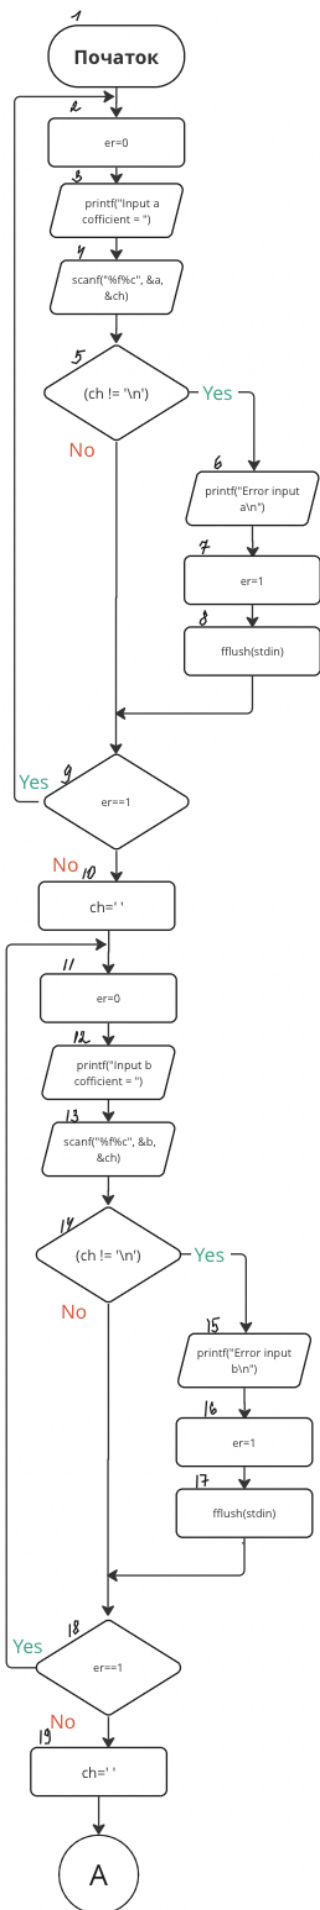 1
Початок
2
er=0
3
printf("Input a
cofficient = ")
4
scanf("%f%c", &a,
&ch)
5
(ch != '\n')
Yes
No
6
printf("Error input
a\n")
7
er=1
8
fflush(stdin)
9
Yes
er==1
No
10
ch=' '
11
er=0
12
printf("Input b
cofficient = ")
13
scanf("%f%c", &b,
&ch)
14
(ch != '\n')
Yes
No
15
printf("Error input
b\n")
16
er=1
17
fflush(stdin)
18
Yes
er==1
No
19
ch=' '
A